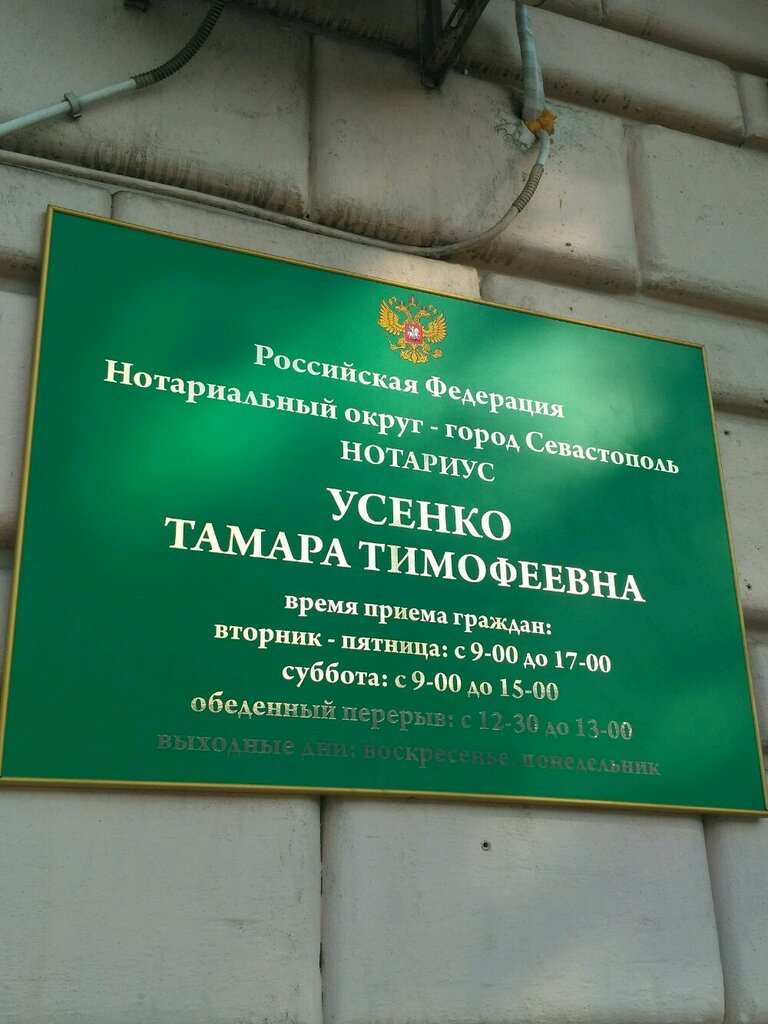 Российская Федерация
Нотариальный округ - город Севастополь
НОТАРИУС
УСЕНКО
ТАМАРА ТИМОФЕЕВНА
время приема граждан:
вторник - пятница: с 9-00 до 17-00
суббота: с 9-00 до 15-00
обеденный перерыв: с 12-30 до 13-00
выходные дни: воскресенье, понедельник